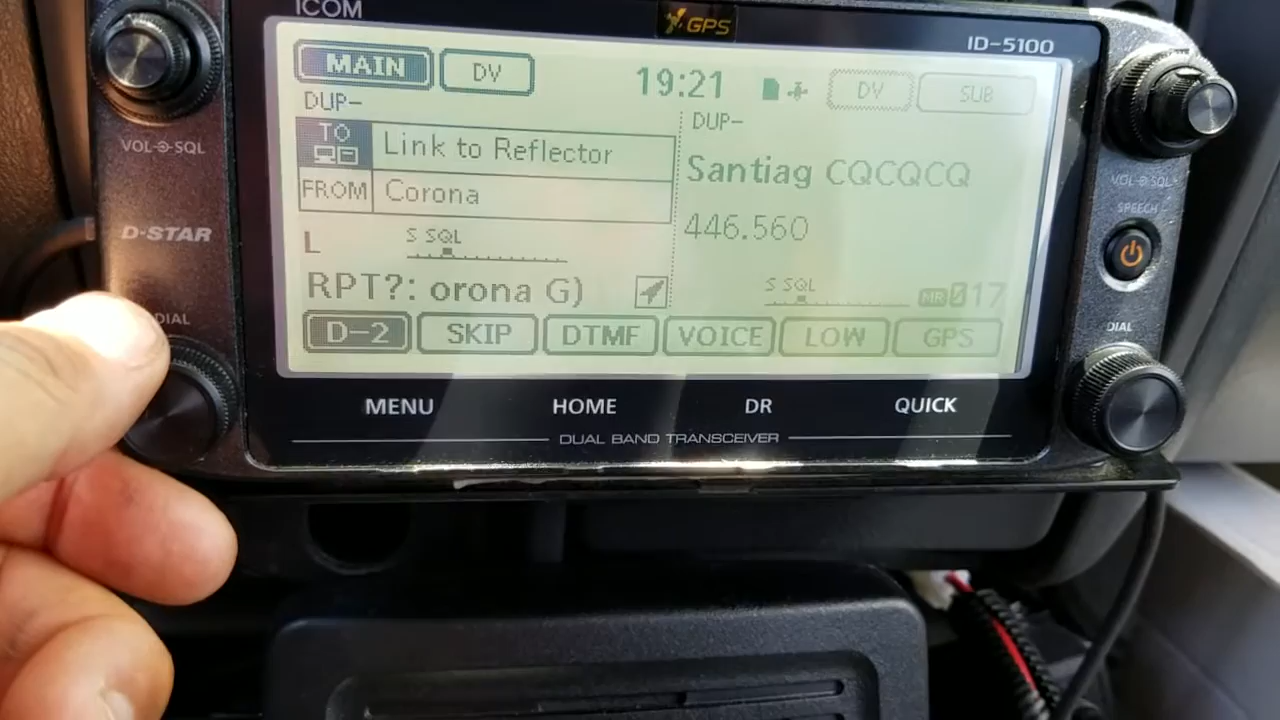 ICOM
GPS
ID-5100
MAIN DV 19:21 DV SUB
DUP-
DUP-
TO Link to Reflector
FROM Corona
Santiag CQCQCQ
446.560
L S SQL
RPT?: orona G)
S SQL
MR 017
D-2 SKIP DTMF VOICE LOW GPS
MENU HOME DR QUICK
DUAL BAND TRANSCEIVER
VOL SQL
D-STAR
DIAL
VOL SQL
SPEECH
DIAL